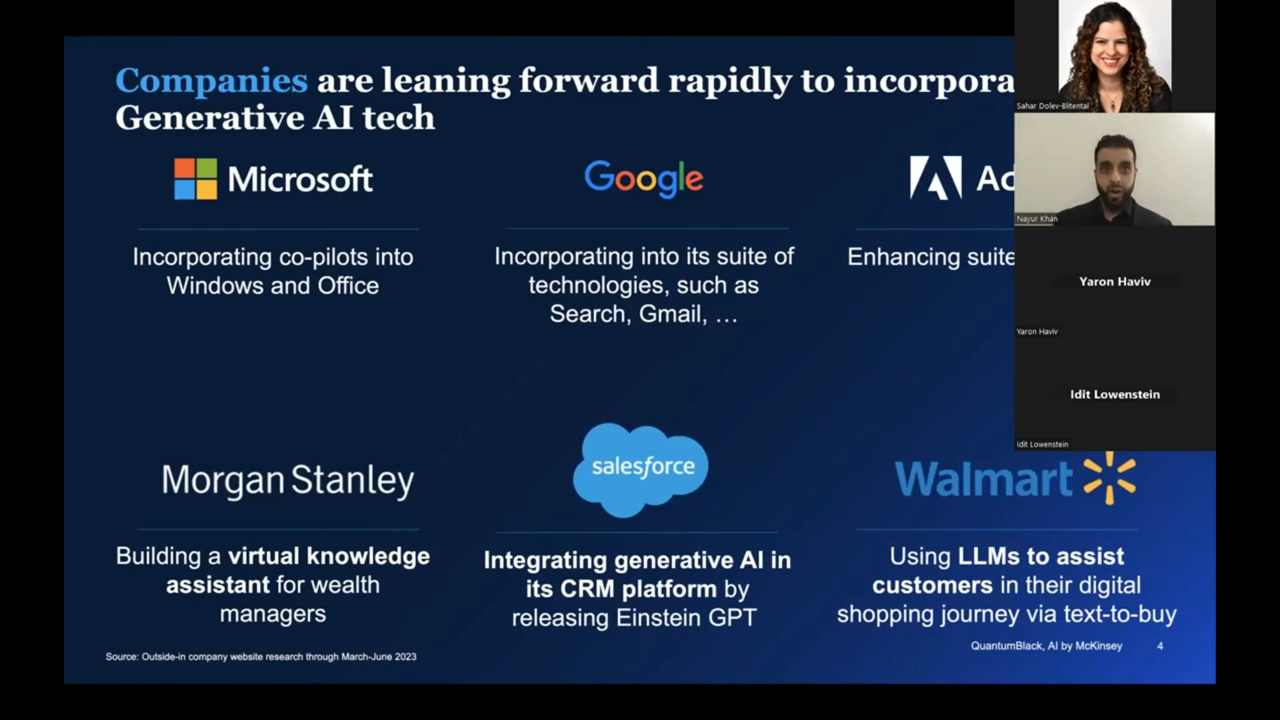 Companies are leaning forward rapidly to incorpora
Generative AI tech
Microsoft
Incorporating co-pilots into
Windows and Office
Google
Incorporating into its suite of
technologies, such as
Search, Gmail, …
Ad
Enhancing suite
Morgan Stanley
Building a virtual knowledge
assistant for wealth
managers
salesforce
Integrating generative AI in
its CRM platform by
releasing Einstein GPT
Walmart
Using LLMs to assist
customers in their digital
shopping journey via text-to-buy
Source: Outside-in company website research through March-June 2023
QuantumBlack, AI by McKinsey 4
Sahar Dolev-Blitental
Nayur Khan
Yaron Haviv
Yaron Haviv
Idit Lowenstein
Idit Lowenstein